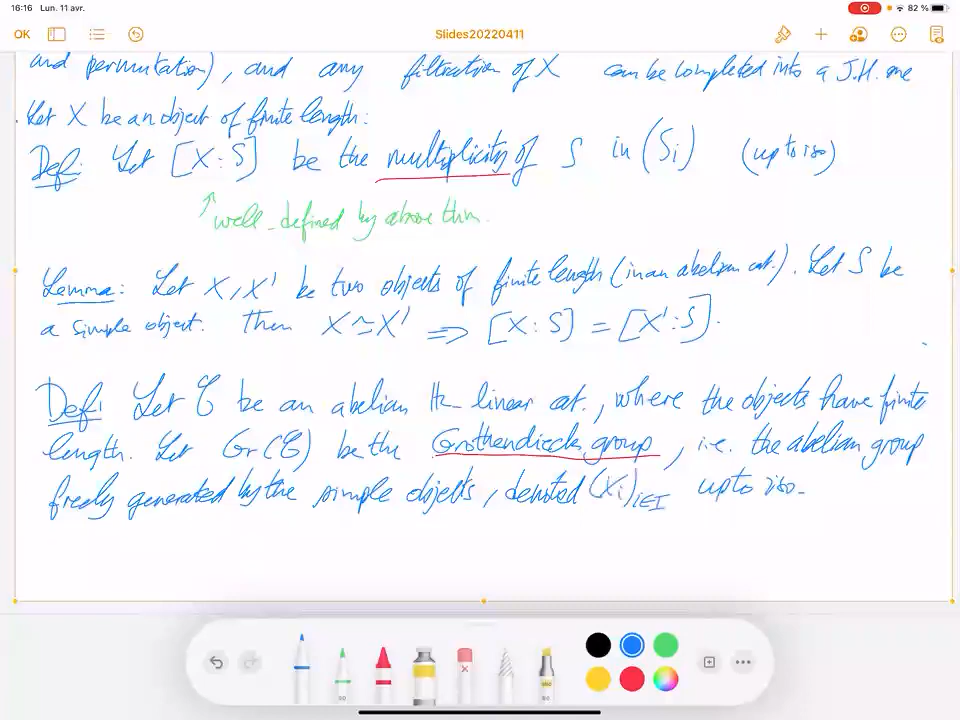 16:16 Lun. 11 avr.
82 %
OK
Slides20220411
and permutation), and any filtration of X can be completed into a J.H. one
Let X be an object of finite length:
Def: Let [X:S] be the multiplicity of S in (Si) (up to iso)
↑ well-defined by above thm.
Lemma: Let X, X' be two objects of finite length (in an abelian cat.). Let S be
a simple object. Then X ≃ X' ⇒ [X:S] = [X':S].
Def: Let 𝒞 be an abelian 𝕜-linear cat., where the objects have finite
length. Let Gr(𝒞) be the Grothendieck group, i.e. the abelian group
freely generated by the simple objects, denoted (Xi)i∈I up to iso.